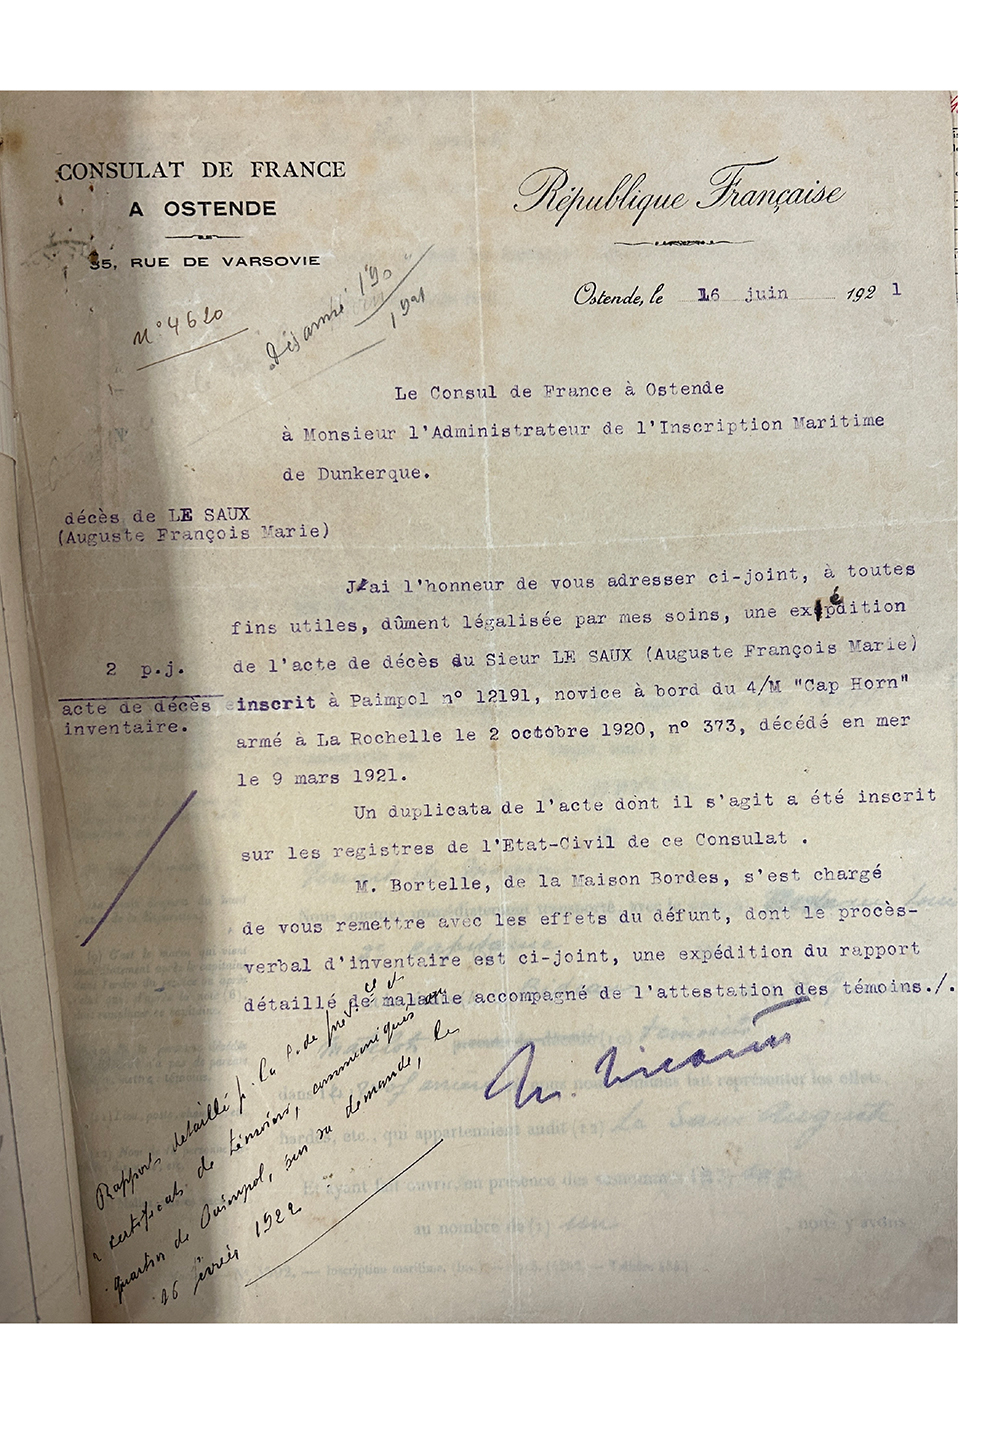 CONSULAT DE FRANCE
A OSTENDE
35, RUE DE VARSOVIE
République Française
Ostende, le 16 juin 1921
N° 4620
Désarmé 190
1921
Le Consul de France à Ostende
à Monsieur l'Administrateur de l'Inscription Maritime
de Dunkerque.
décès de LE SAUX
(Auguste François Marie)
J'ai l'honneur de vous adresser ci-joint, à toutes
fins utiles, dûment légalisée par mes soins, une expédition
de l'acte de décès du Sieur LE SAUX (Auguste François Marie)
inscrit à Paimpol n° 12191, novice à bord du 4/M "Cap Horn"
armé à La Rochelle le 2 octobre 1920, n° 373, décédé en mer
le 9 mars 1921.
2 p.j.
acte de décès
inventaire.
Un duplicata de l'acte dont il s'agit a été inscrit
sur les registres de l'Etat-Civil de ce Consulat .
M. Bortelle, de la Maison Bordes, s'est chargé
de vous remettre avec les effets du défunt, dont le procès-
verbal d'inventaire est ci-joint, une expédition du rapport
détaillé de maladie accompagné de l'attestation des témoins./.
Rapport détaillé p. la C. de prév. ce et
certificats de témoins, communiqués au
quartier de Paimpol, sur sa demande, le
26 février 1922